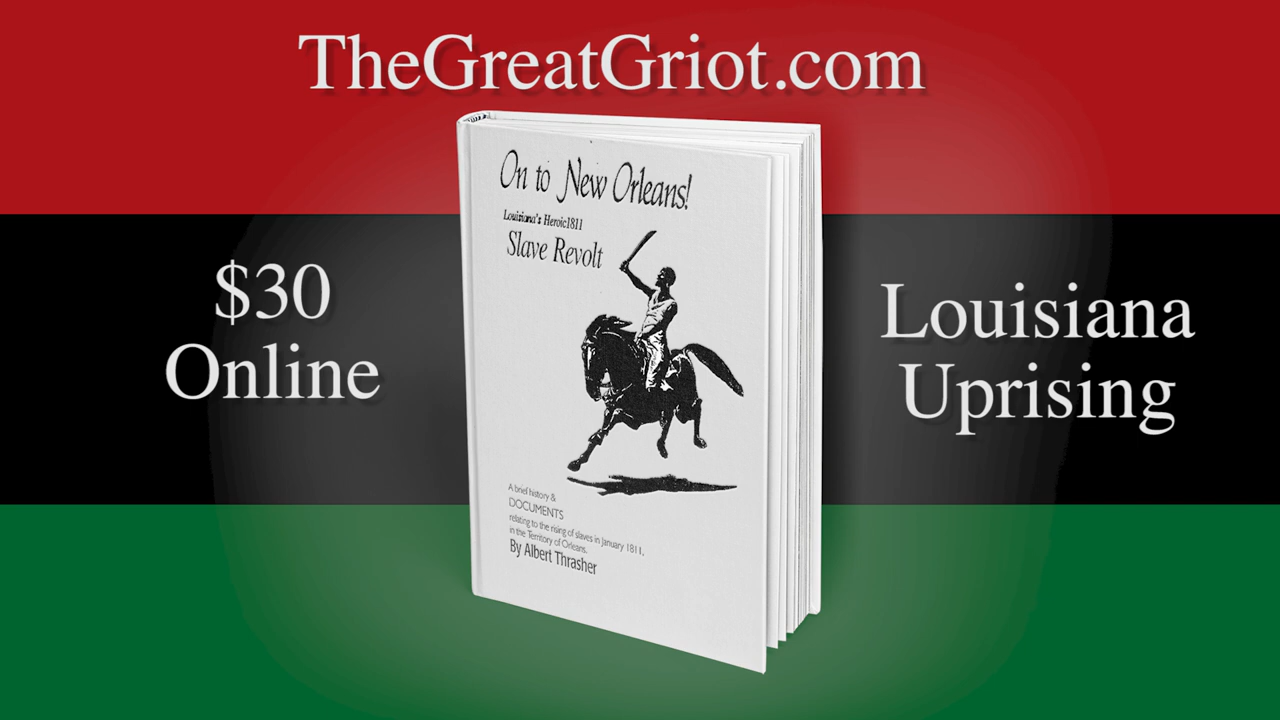 TheGreatGriot.com
$30
Online
On to New Orleans!
Louisiana's Heroic1811
Slave Revolt
A brief history &
DOCUMENTS
relating to the rising of slaves in January 1811,
in the Territory of Orleans.
By Albert Thrasher
Louisiana
Uprising